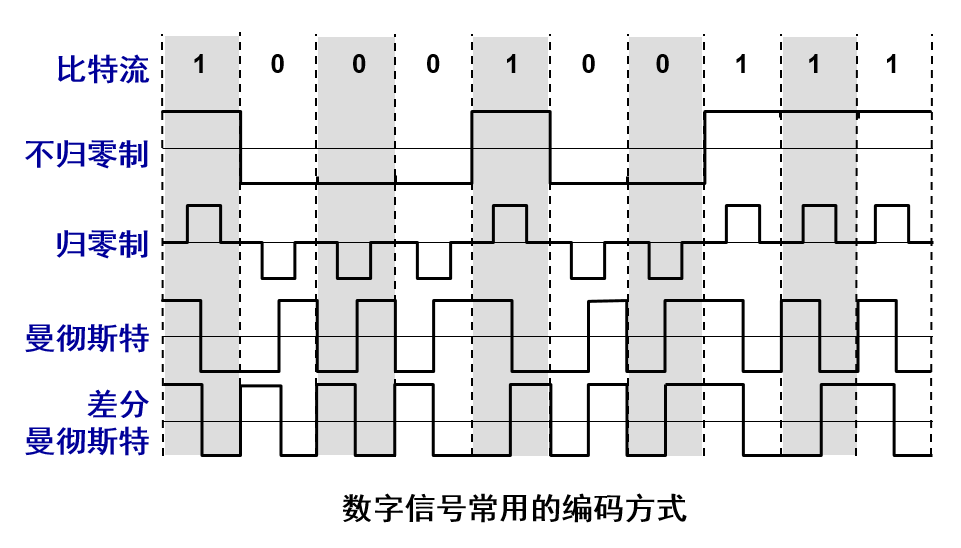 比特流 1 0 0 0 1 0 0 1 1 1
不归零制
归零制
曼彻斯特
差分
曼彻斯特
数字信号常用的编码方式